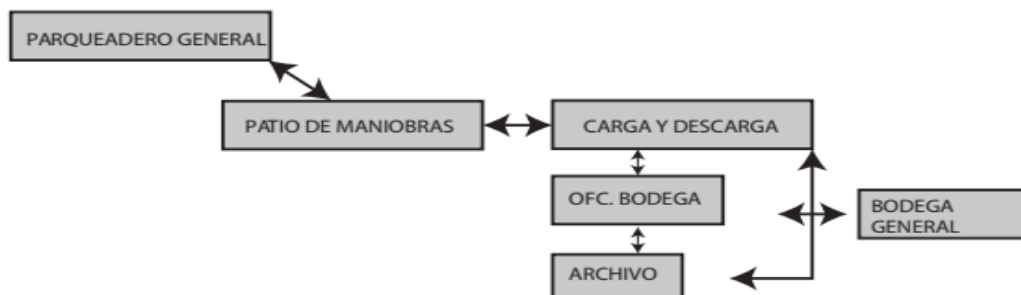 PARQUEADERO GENERAL
PATIO DE MANIOBRAS
CARGA Y DESCARGA
OFC. BODEGA
BODEGA
GENERAL
ARCHIVO